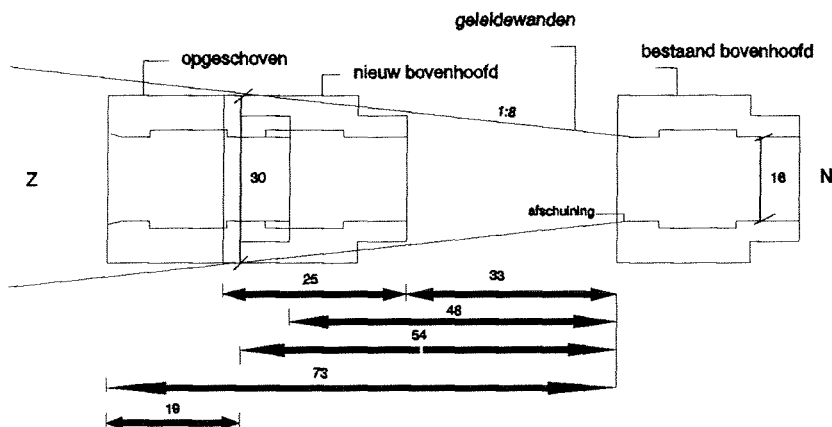 geleidewanden
opgeschoven
bestaand bovenhoofd
nieuw bovenhoofd
1:8
Z
30
16
N
afschuining
25
33
48
54
73
19